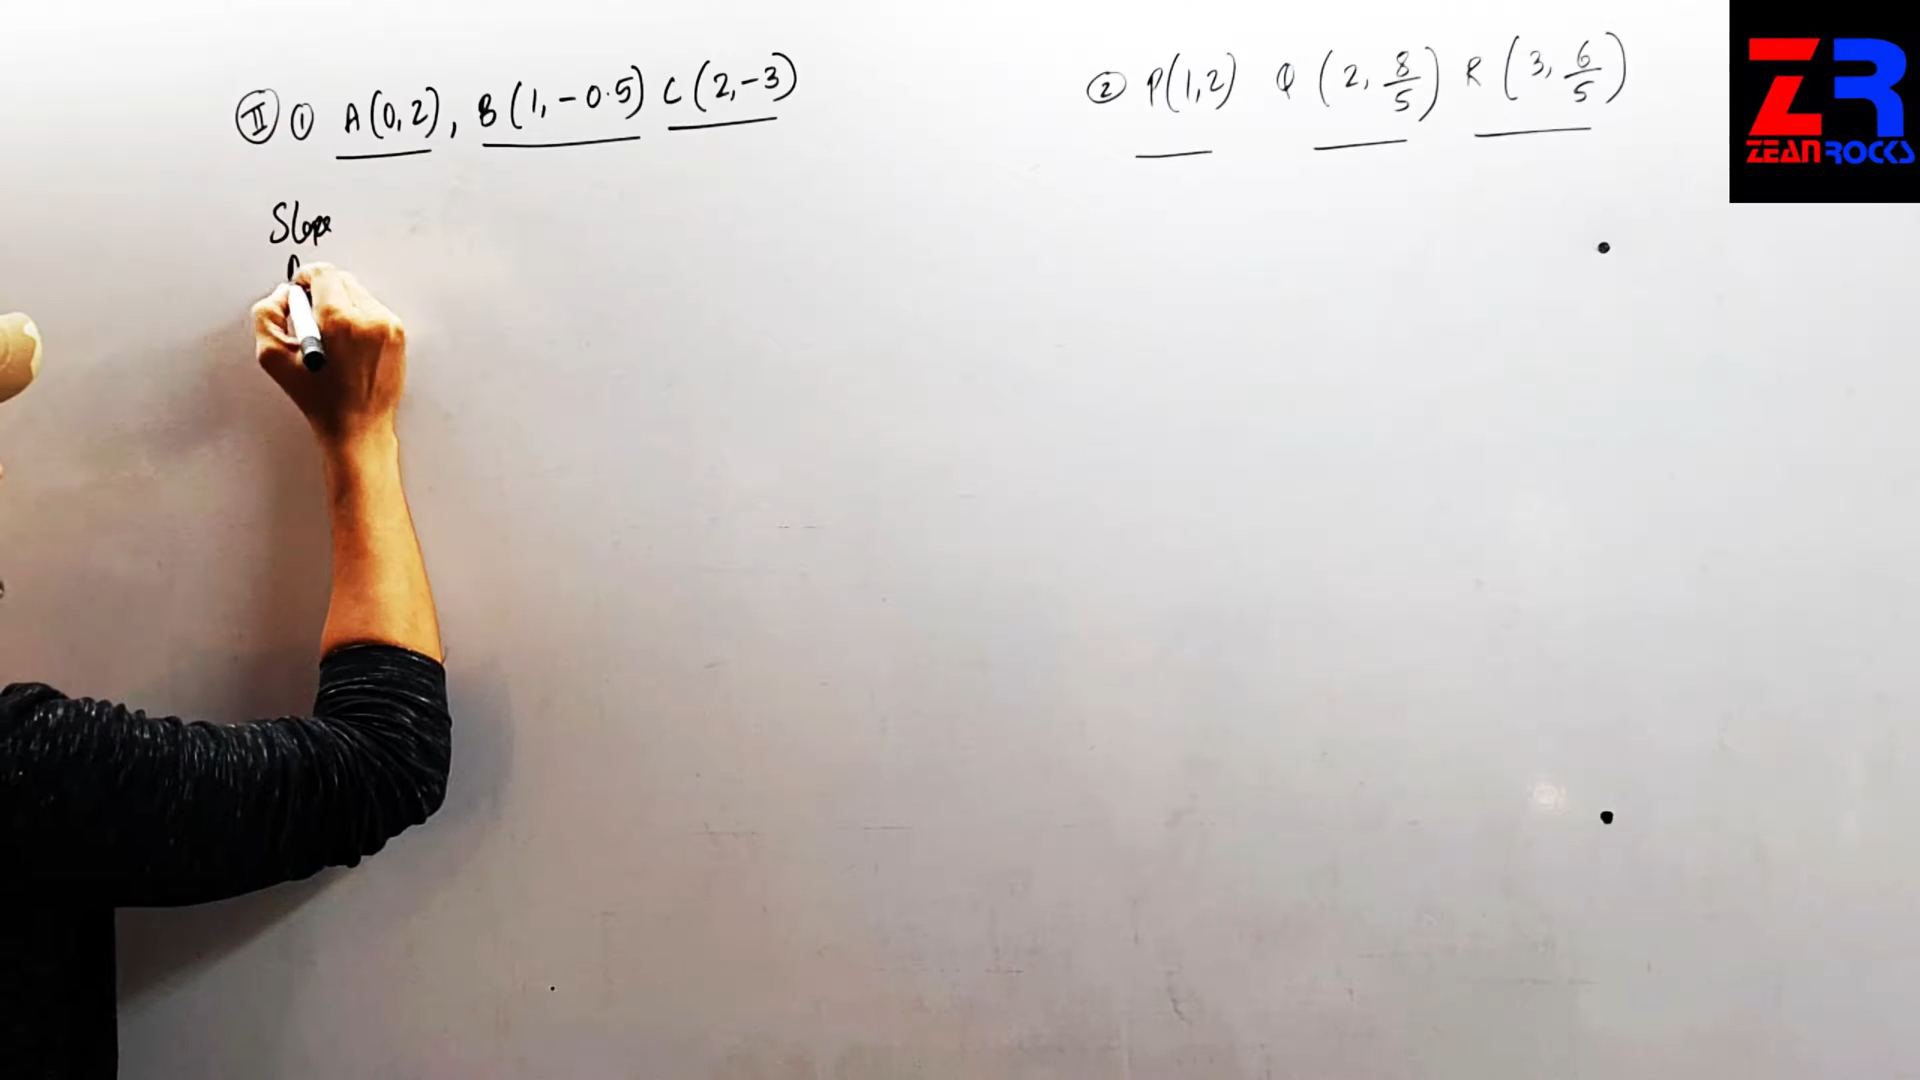 II ① A(0,2), B(1,-0.5) C(2,-3)
② P(1,2) Q(2, 8/5) R(3, 6/5)
Slope
ZR
ZEAN ROCKS